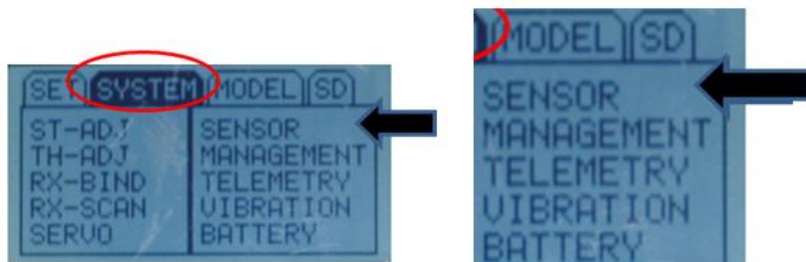 SET SYSTEM MODEL SD
ST-ADJ SENSOR
TH-ADJ MANAGEMENT
RX-BIND TELEMETRY
RX-SCAN VIBRATION
SERVO BATTERY
MODEL SD
SENSOR
MANAGEMENT
TELEMETRY
VIBRATION
BATTERY